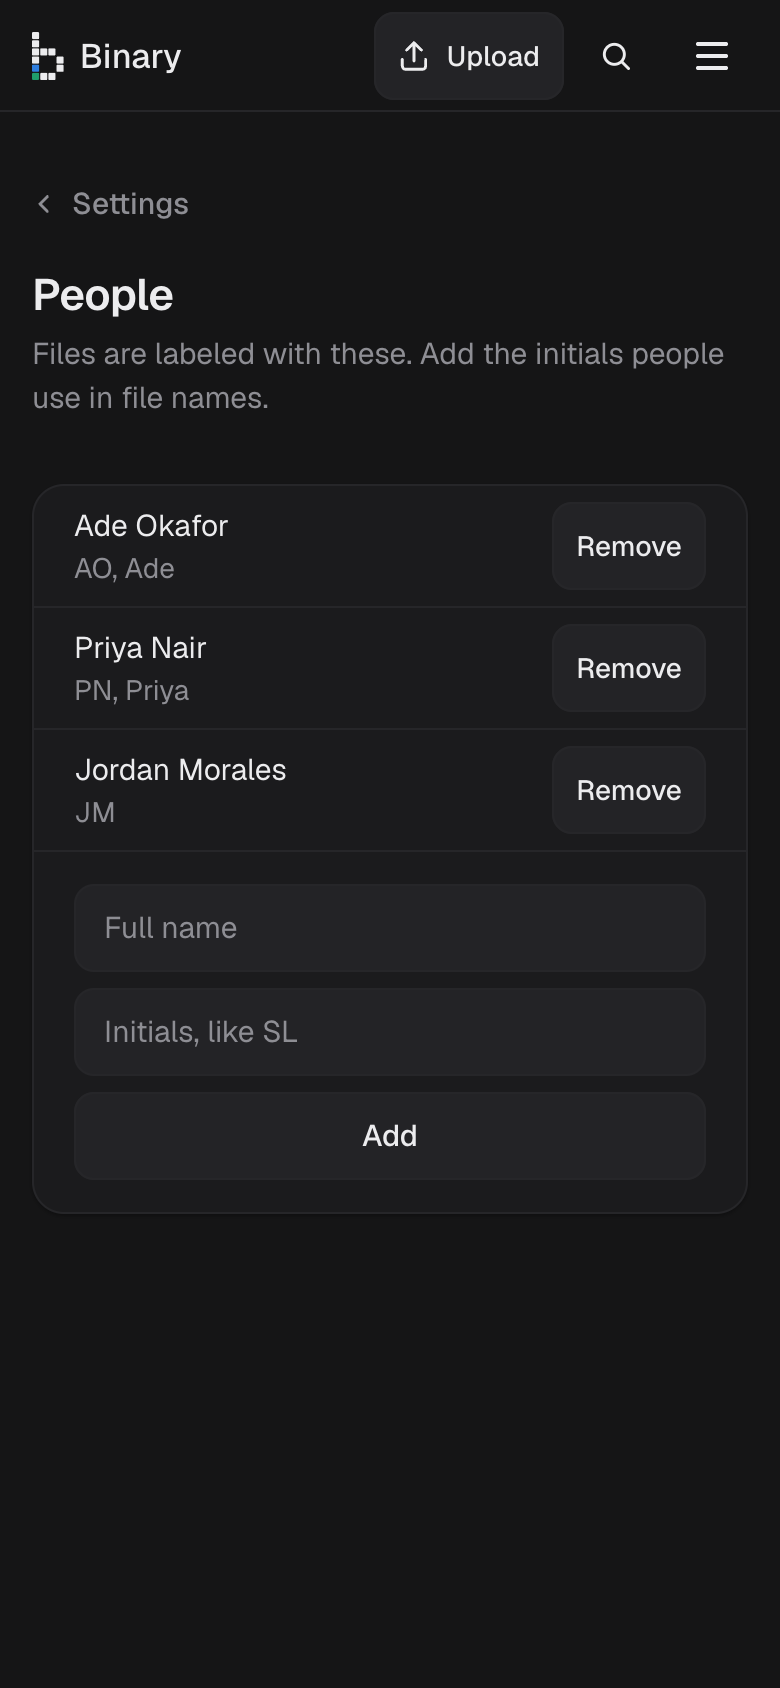 Binary
Upload
Settings
People
Files are labeled with these. Add the initials people
use in file names.
Ade Okafor
AO, Ade
Remove
Priya Nair
PN, Priya
Remove
Jordan Morales
JM
Remove
Full name
Initials, like SL
Add